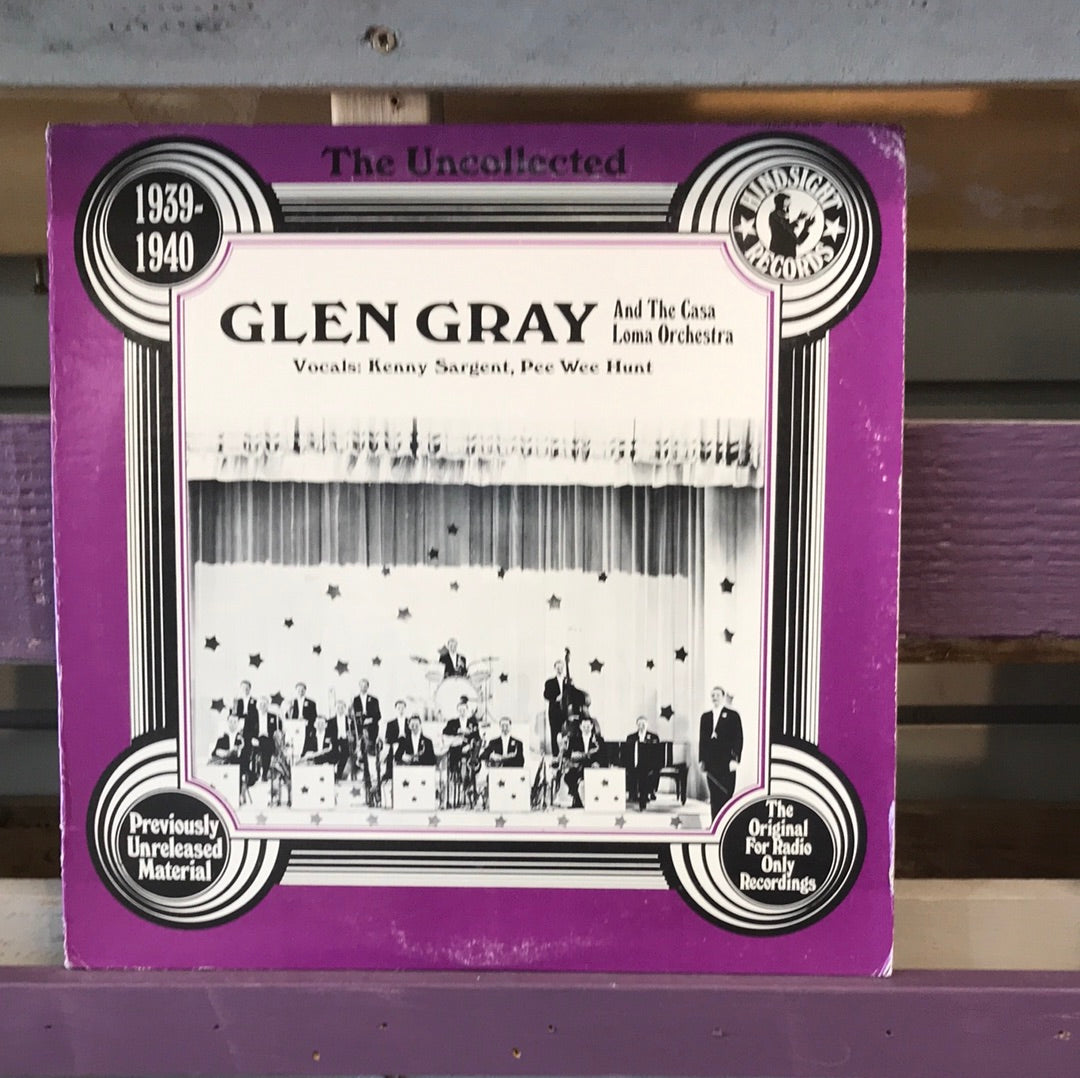 The Uncollected
1939-
1940
HINDSIGHT
RECORDS
GLEN GRAY
And The Casa
Loma Orchestra
Vocals: Kenny Sargent, Pee Wee Hunt
Previously
Unreleased
Material
The
Original
For Radio
Only
Recordings